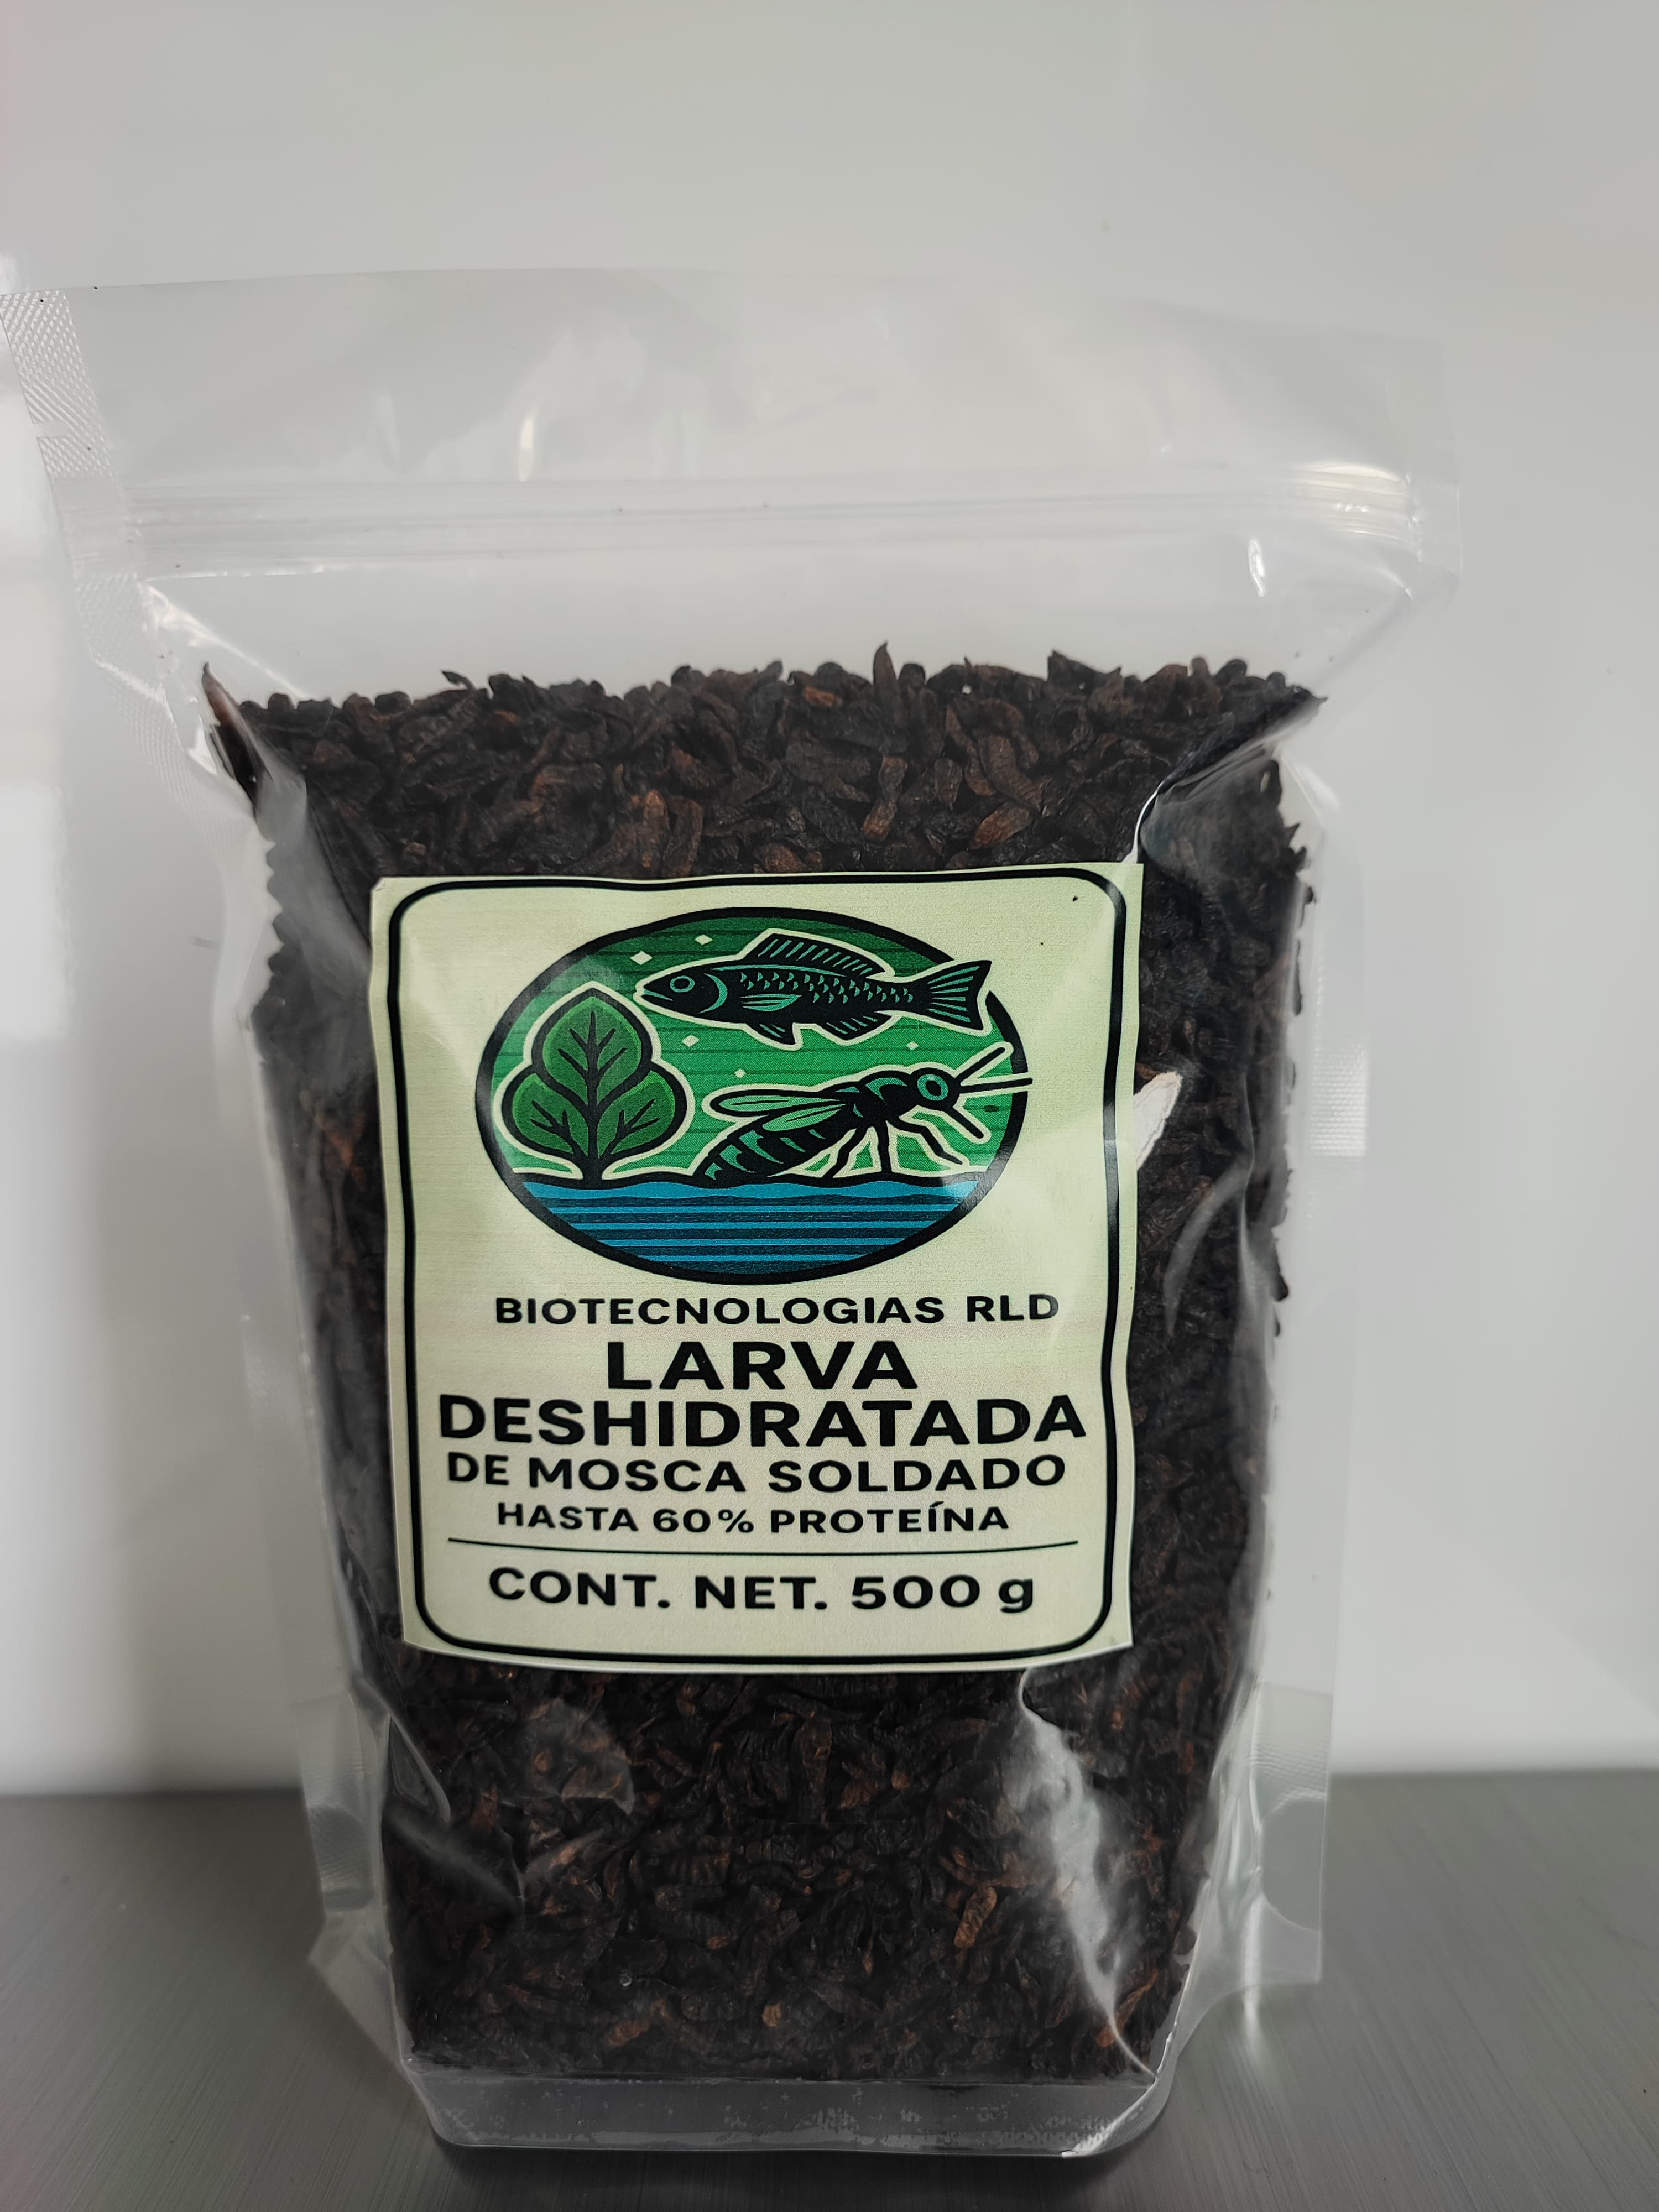 BIOTECNOLOGIAS RLD
LARVA
DESHIDRATADA
DE MOSCA SOLDADO
HASTA 60% PROTEÍNA
CONT. NET. 500 g